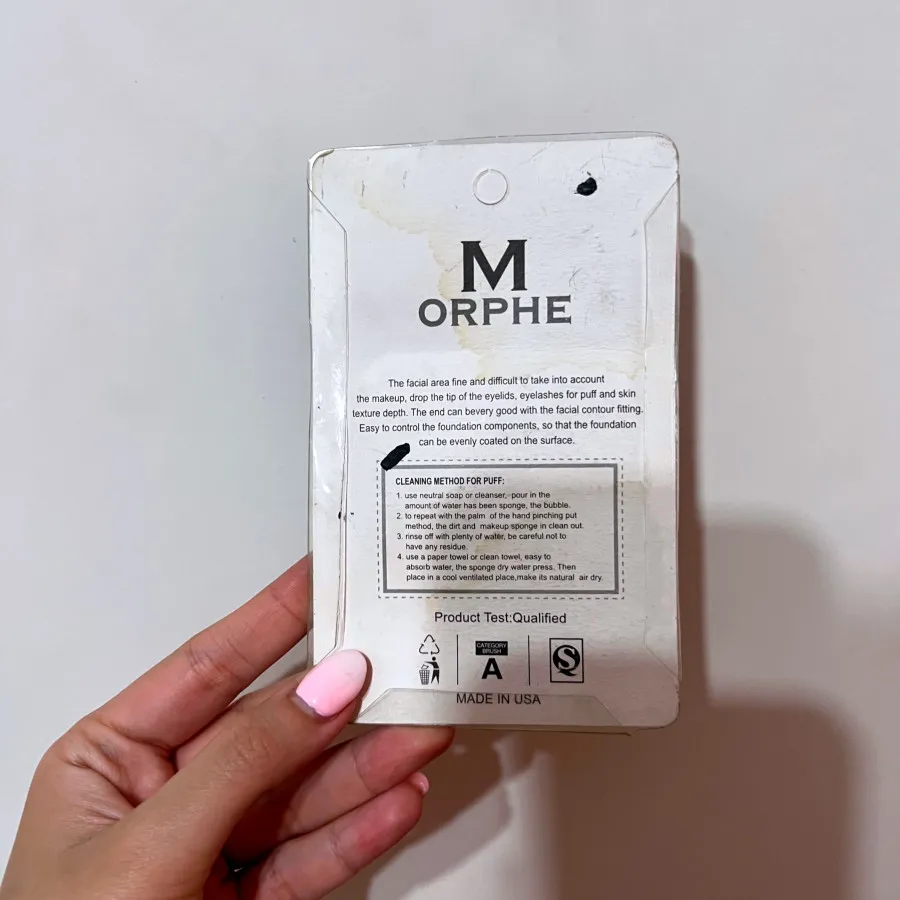 M
ORPHE
The facial area fine and difficult to take into account
the makeup, drop the tip of the eyelids, eyelashes for puff and skin
texture depth. The end can bevery good with the facial contour fitting.
Easy to control the foundation components, so that the foundation
can be evenly coated on the surface.
CLEANING METHOD FOR PUFF:
1. use neutral soap or cleanser, pour in the
amount of water has been sponge, the bubble.
2. to repeat with the palm of the hand pinching put
method, the dirt and makeup sponge in clean out.
3. rinse off with plenty of water, be careful not to
have any residue.
4. use a paper towel or clean towel, easy to
absorb water, the sponge dry water press. Then
place in a cool ventilated place,make its natural air dry.
Product Test:Qualified
CATEGORY
BRUSH
A
S
MADE IN USA